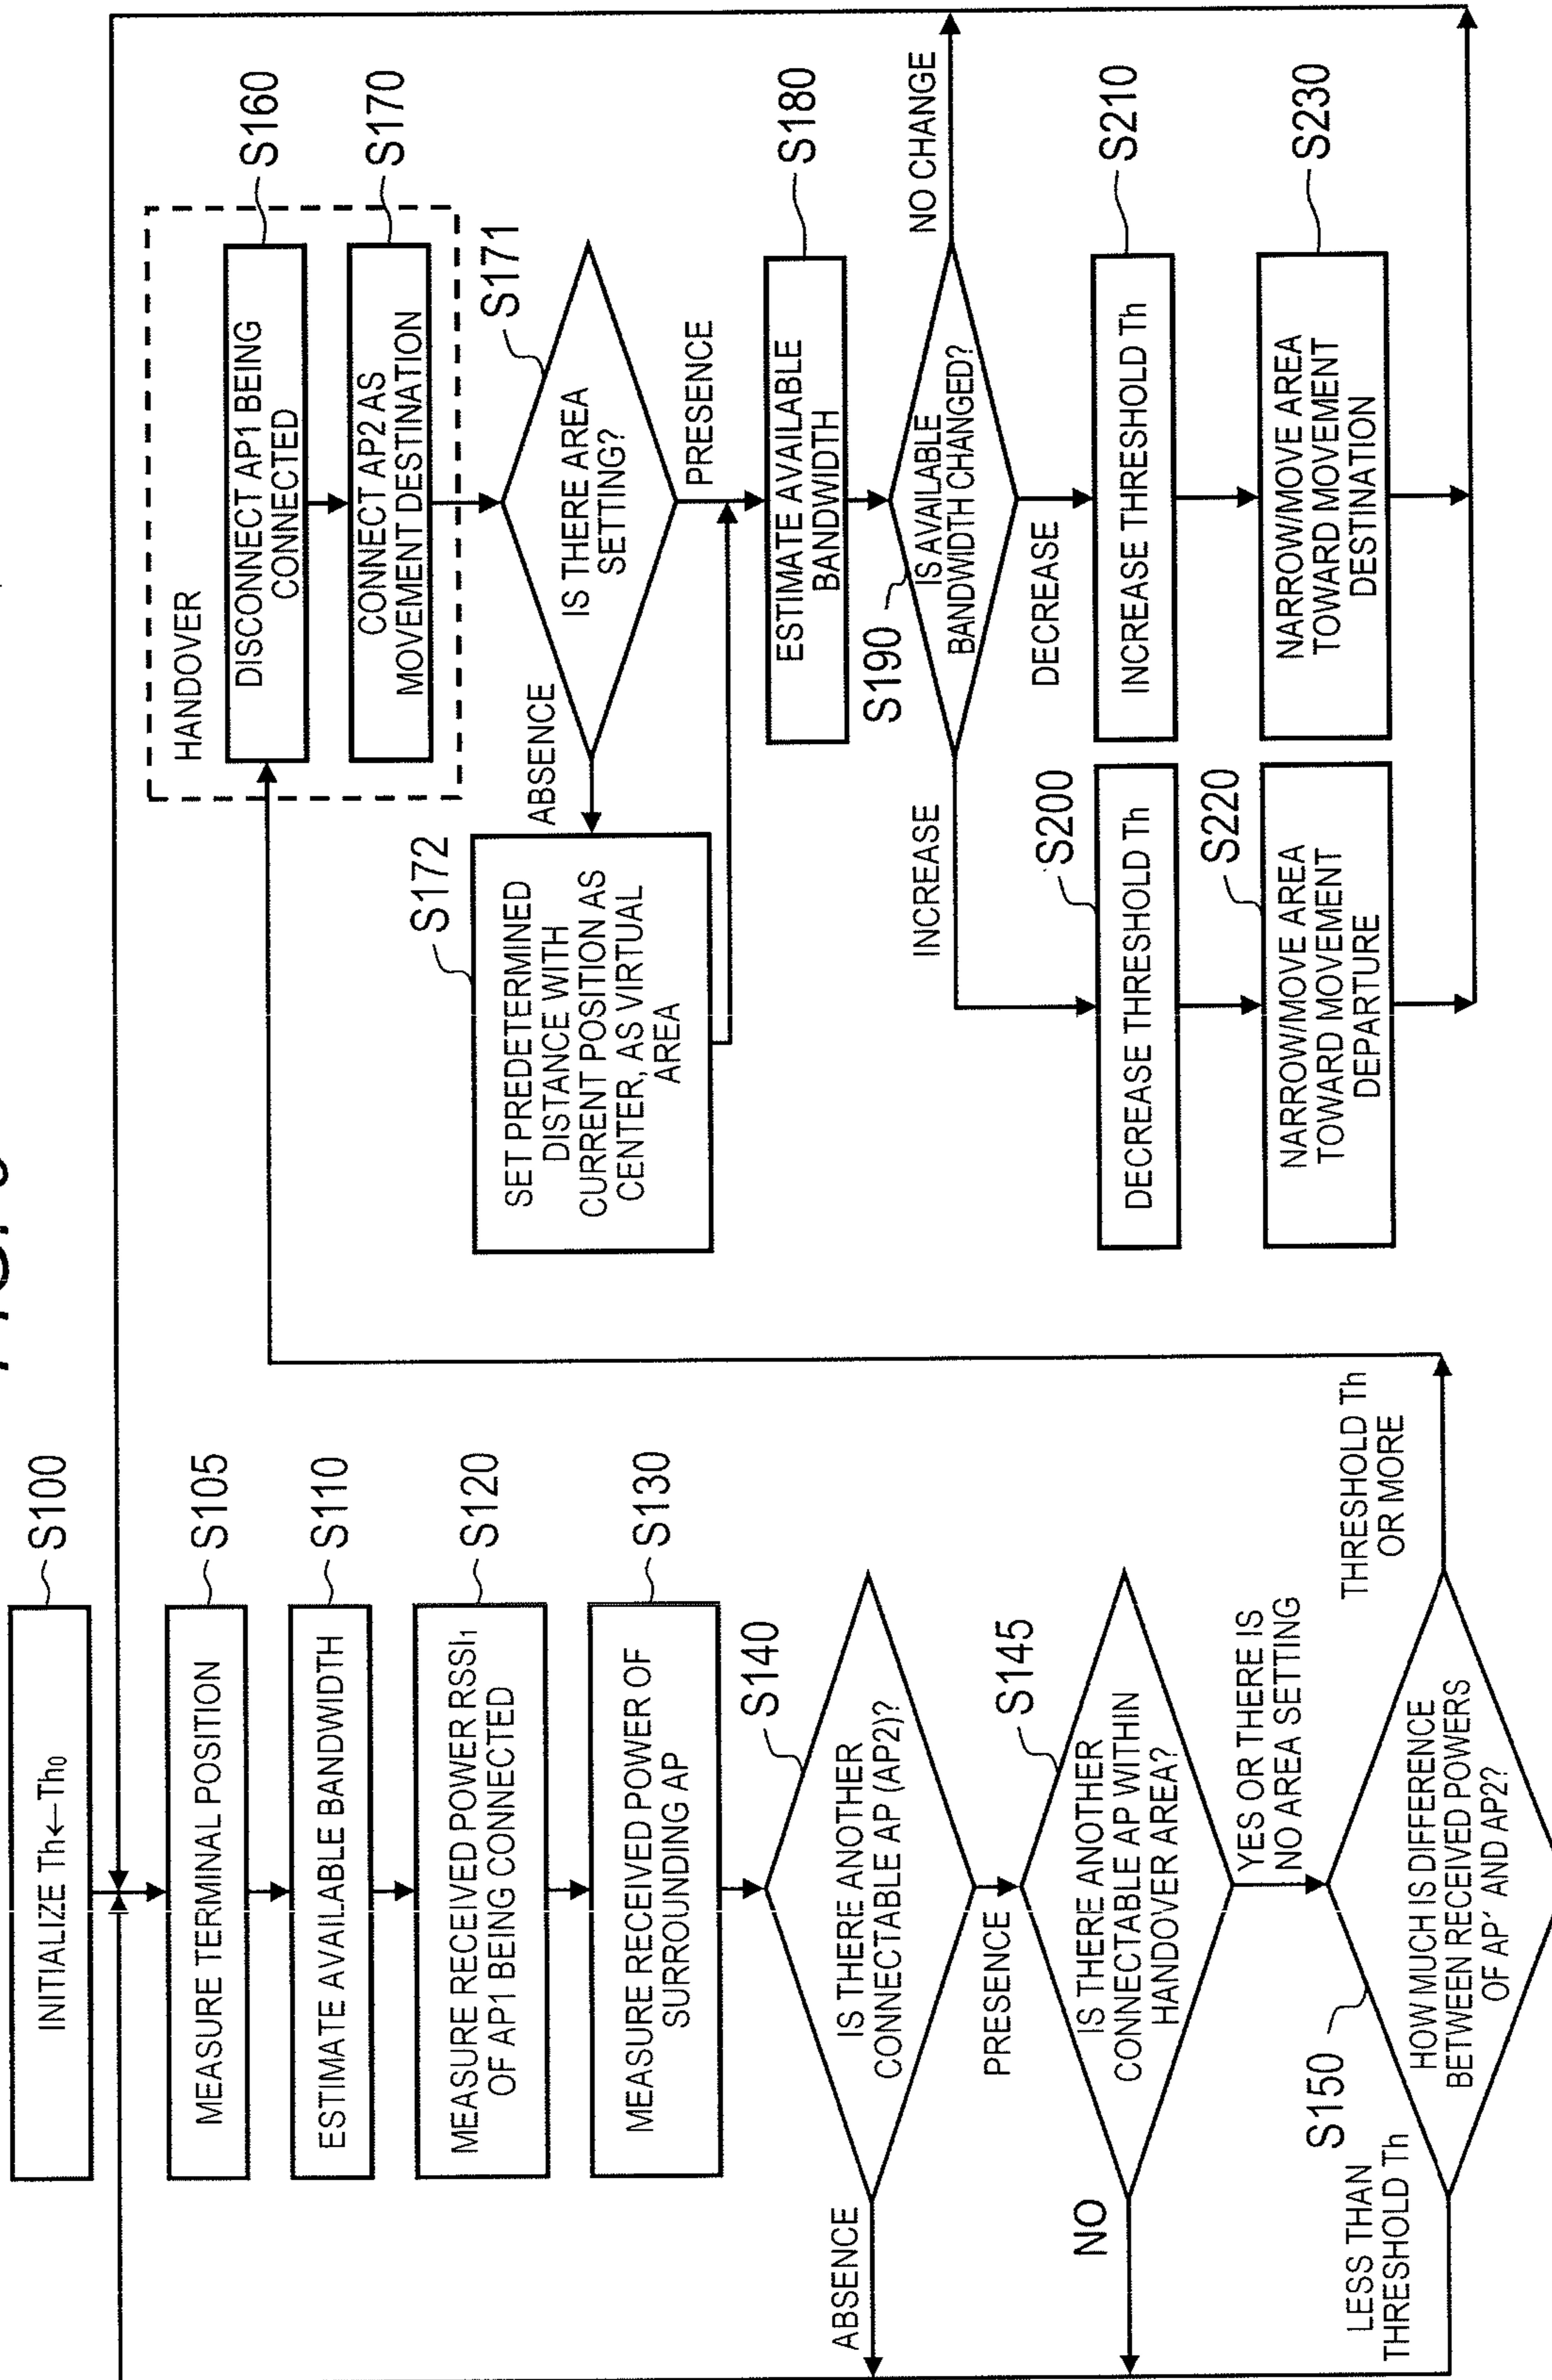 INITIALIZE Th←Th₀
S100
MEASURE TERMINAL POSITION
S105
ESTIMATE AVAILABLE BANDWIDTH
S110
MEASURE RECEIVED POWER RSSI₁
OF AP1 BEING CONNECTED
S120
MEASURE RECEIVED POWER OF
SURROUNDING AP
S130
S140
IS THERE ANOTHER
CONNECTABLE AP (AP2)?
ABSENCE
PRESENCE
S145
IS THERE ANOTHER
CONNECTABLE AP WITHIN
HANDOVER AREA?
NO
YES OR THERE IS
NO AREA SETTING
S150
HOW MUCH IS DIFFERENCE
BETWEEN RECEIVED POWERS
OF AP′ AND AP2?
LESS THAN
THRESHOLD Th
THRESHOLD Th
OR MORE
HANDOVER
DISCONNECT AP1 BEING
CONNECTED
S160
CONNECT AP2 AS
MOVEMENT DESTINATION
S170
S171
IS THERE AREA
SETTING?
ABSENCE
PRESENCE
S172
SET PREDETERMINED
DISTANCE WITH
CURRENT POSITION AS
CENTER, AS VIRTUAL
AREA
ESTIMATE AVAILABLE
BANDWIDTH
S180
S190
IS AVAILABLE
BANDWIDTH CHANGED?
NO CHANGE
INCREASE
DECREASE
S200
DECREASE THRESHOLD Th
INCREASE THRESHOLD Th
S210
S220
NARROW/MOVE AREA
TOWARD MOVEMENT
DEPARTURE
NARROW/MOVE AREA
TOWARD MOVEMENT
DESTINATION
S230